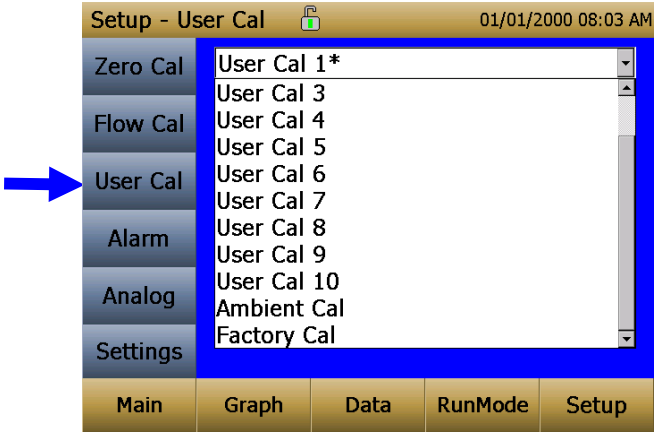 Setup - User Cal 01/01/2000 08:03 AM
Zero Cal
Flow Cal
User Cal
Alarm
Analog
Settings
User Cal 1*
User Cal 3
User Cal 4
User Cal 5
User Cal 6
User Cal 7
User Cal 8
User Cal 9
User Cal 10
Ambient Cal
Factory Cal
Main Graph Data RunMode Setup